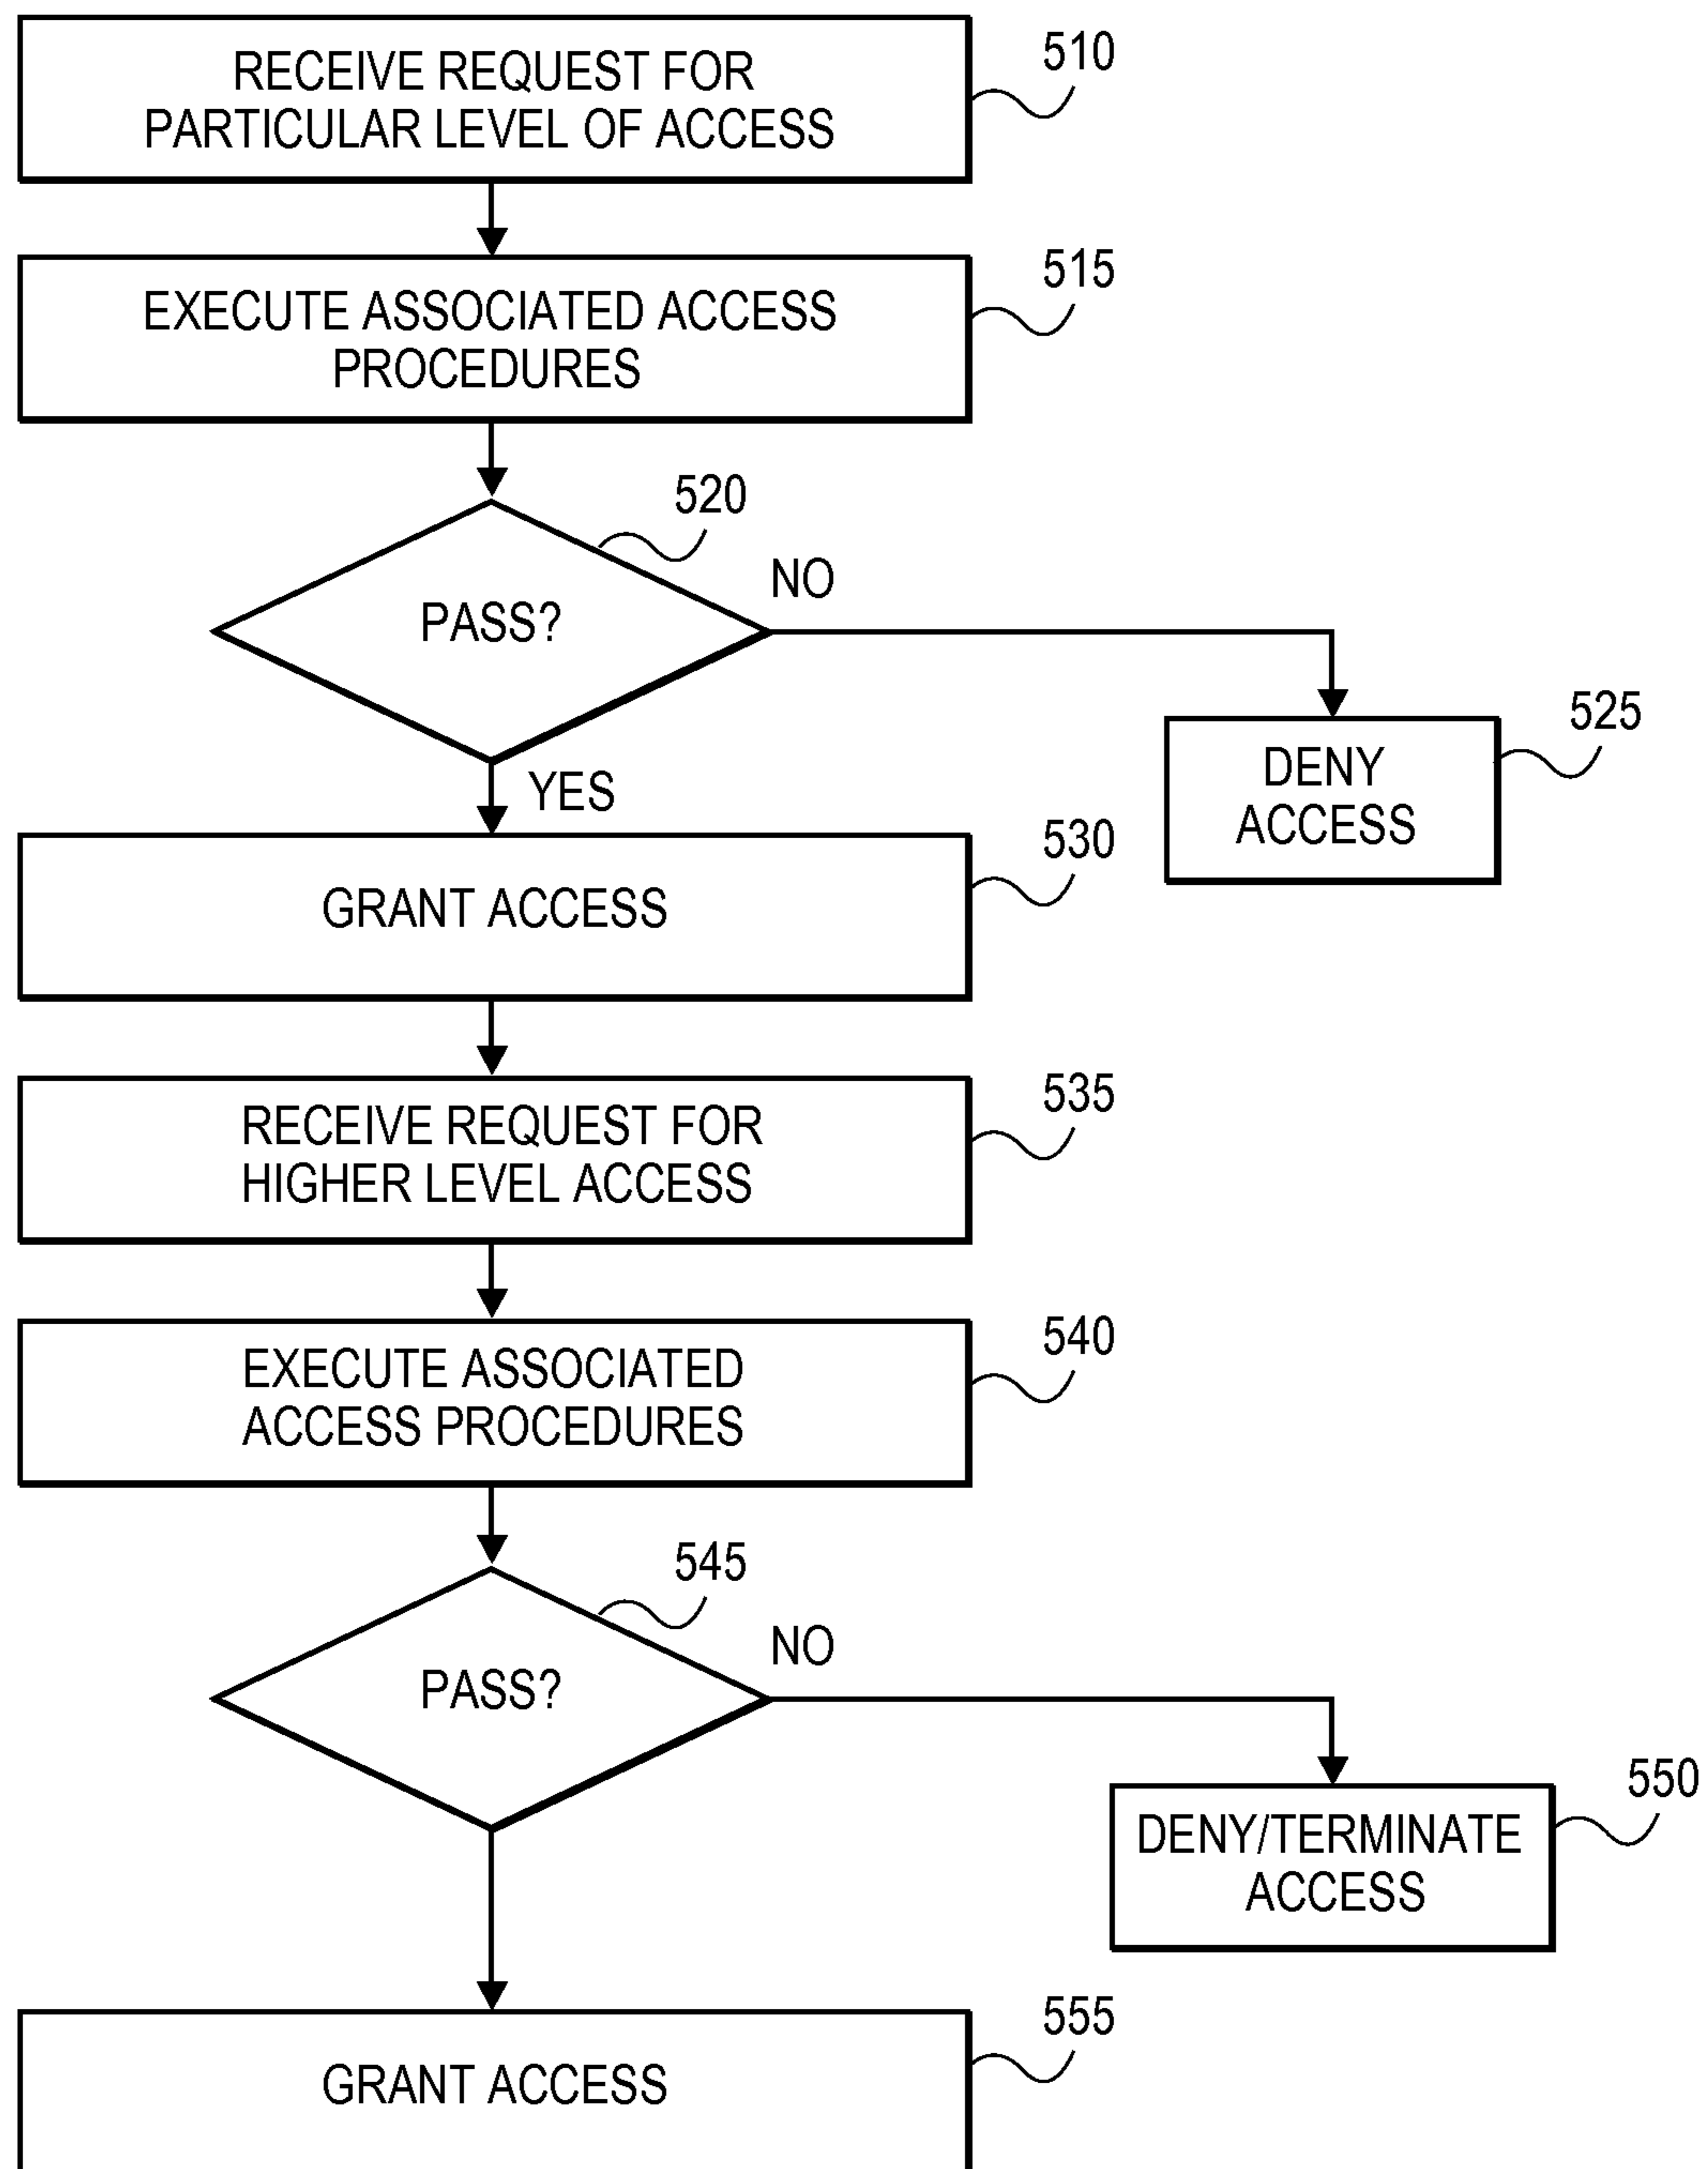 RECEIVE REQUEST FOR
PARTICULAR LEVEL OF ACCESS
510
EXECUTE ASSOCIATED ACCESS
PROCEDURES
515
520
PASS?
NO
YES
DENY
ACCESS
525
GRANT ACCESS
530
RECEIVE REQUEST FOR
HIGHER LEVEL ACCESS
535
EXECUTE ASSOCIATED
ACCESS PROCEDURES
540
545
PASS?
NO
DENY/TERMINATE
ACCESS
550
GRANT ACCESS
555